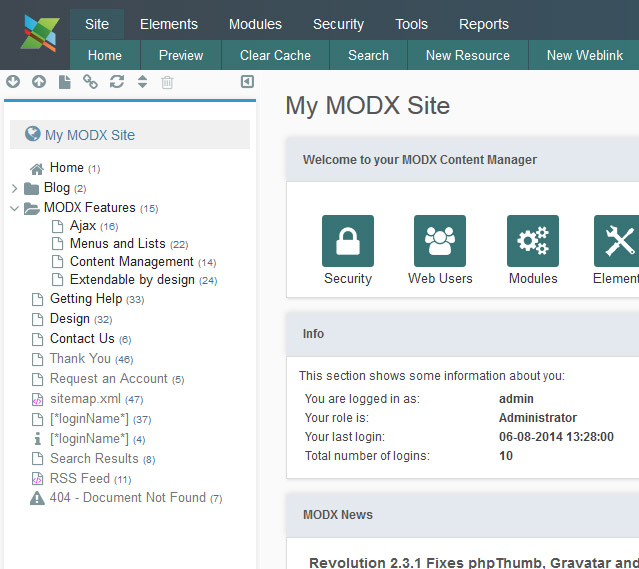 Site Elements Modules Security Tools Reports
Home Preview Clear Cache Search New Resource New Weblink
My MODX Site
Home (1)
Blog (2)
MODX Features (15)
Ajax (16)
Menus and Lists (22)
Content Management (14)
Extendable by design (24)
Getting Help (33)
Design (32)
Contact Us (6)
Thank You (46)
Request an Account (5)
sitemap.xml (47)
[*loginName*] (37)
[*loginName*] (4)
Search Results (8)
RSS Feed (11)
404 - Document Not Found (7)
My MODX Site
Welcome to your MODX Content Manager
Security Web Users Modules Elemen
Info
This section shows some information about you:
You are logged in as: admin
Your role is: Administrator
Your last login: 06-08-2014 13:28:00
Total number of logins: 10
MODX News
Revolution 2.3.1 Fixes phpThumb, Gravatar and